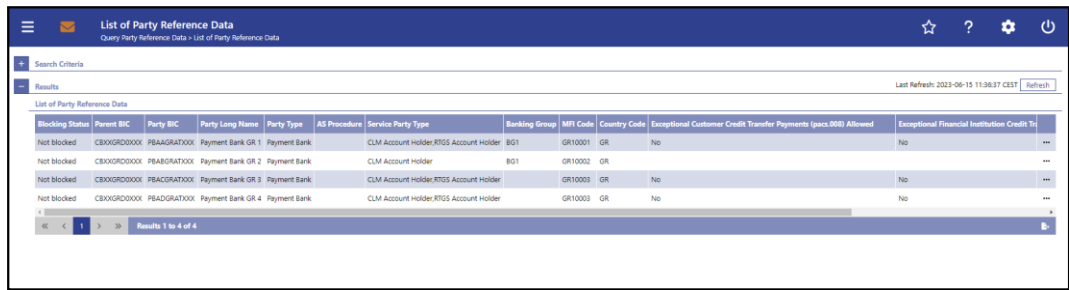 List of Party Reference Data
Query Party Reference Data > List of Party Reference Data
?
+ Search Criteria
− Results Last Refresh: 2023-06-15 11:36:37 CEST Refresh
List of Party Reference Data
Blocking Status Parent BIC Party BIC Party Long Name Party Type AS Procedure Service Party Type Banking Group MFI Code Country Code Exceptional Customer Credit Transfer Payments (pacs.008) Allowed Exceptional Financial Institution Credit Tr
Not blocked CBXXGRD0XXX PBAAGRATXXX Payment Bank GR 1 Payment Bank CLM Account Holder,RTGS Account Holder BG1 GR10001 GR No No ...
Not blocked CBXXGRD0XXX PBABGRATXXX Payment Bank GR 2 Payment Bank CLM Account Holder BG1 GR10002 GR ...
Not blocked CBXXGRD0XXX PBACGRATXXX Payment Bank GR 3 Payment Bank CLM Account Holder,RTGS Account Holder GR10003 GR No No ...
Not blocked CBXXGRD0XXX PBADGRATXXX Payment Bank GR 4 Payment Bank CLM Account Holder,RTGS Account Holder GR10003 GR No No ...
« < 1 > » Results 1 to 4 of 4